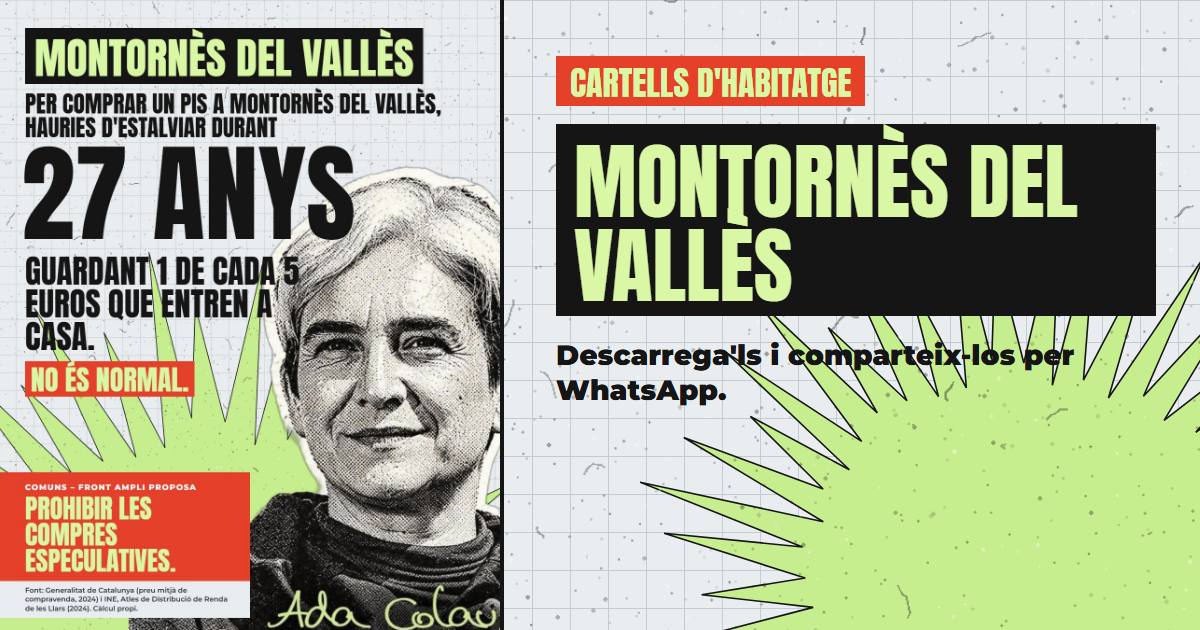 MONTORNÈS DEL VALLÈS
PER COMPRAR UN PIS A MONTORNÈS DEL VALLÈS,
HAURIES D'ESTALVIAR DURANT
27 ANYS
GUARDANT 1 DE CADA 5
EUROS QUE ENTREN A
CASA.
NO ÉS NORMAL.
COMUNS – FRONT AMPLI PROPOSA
PROHIBIR LES
COMPRES
ESPECULATIVES.
Font: Generalitat de Catalunya (preu mitjà de
compravenda, 2024) i INE, Atles de Distribució de Renda
de les Llars (2024). Càlcul propi.
Ada Colau
CARTELLS D'HABITATGE
MONTORNÈS DEL
VALLÈS
Descarrega'ls i comparteix-los per
WhatsApp.